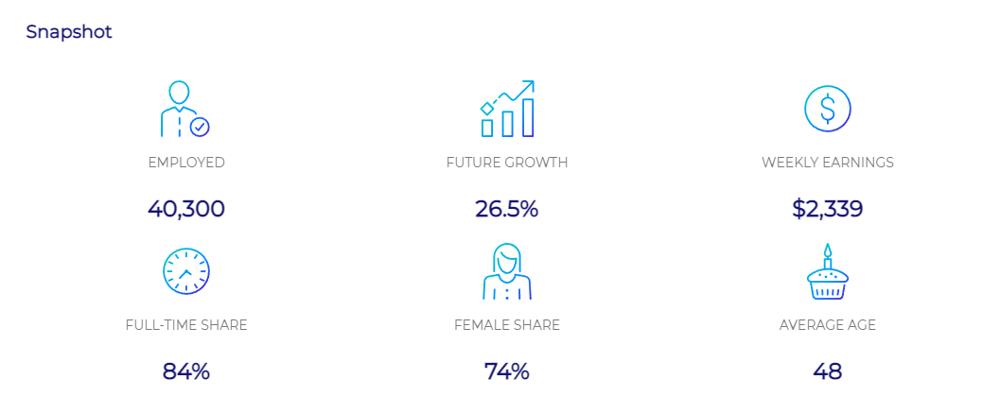 Snapshot
EMPLOYED
FUTURE GROWTH
WEEKLY EARNINGS
40,300
26.5%
$2,339
FULL-TIME SHARE
FEMALE SHARE
AVERAGE AGE
84%
74%
48